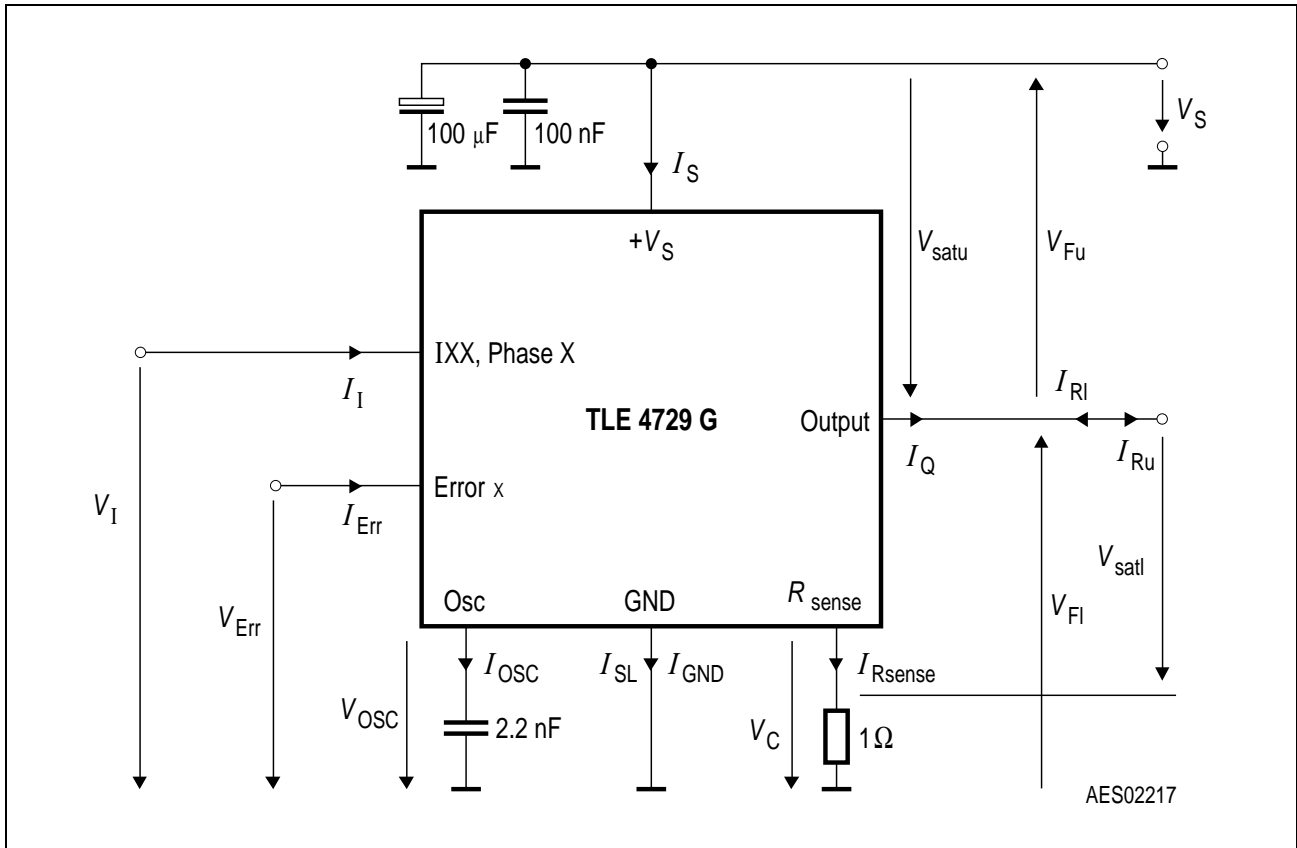 100 µF
100 nF
I_S
V_S
+V_S
V_satu
V_Fu
IXX, Phase X
I_I
TLE 4729 G
Output
I_Rl
I_Q
I_Ru
V_I
Error x
I_Err
V_satl
V_Err
Osc
GND
R_sense
V_Fl
I_OSC
I_SL
I_GND
I_Rsense
V_OSC
2.2 nF
V_C
1 Ω
AES02217